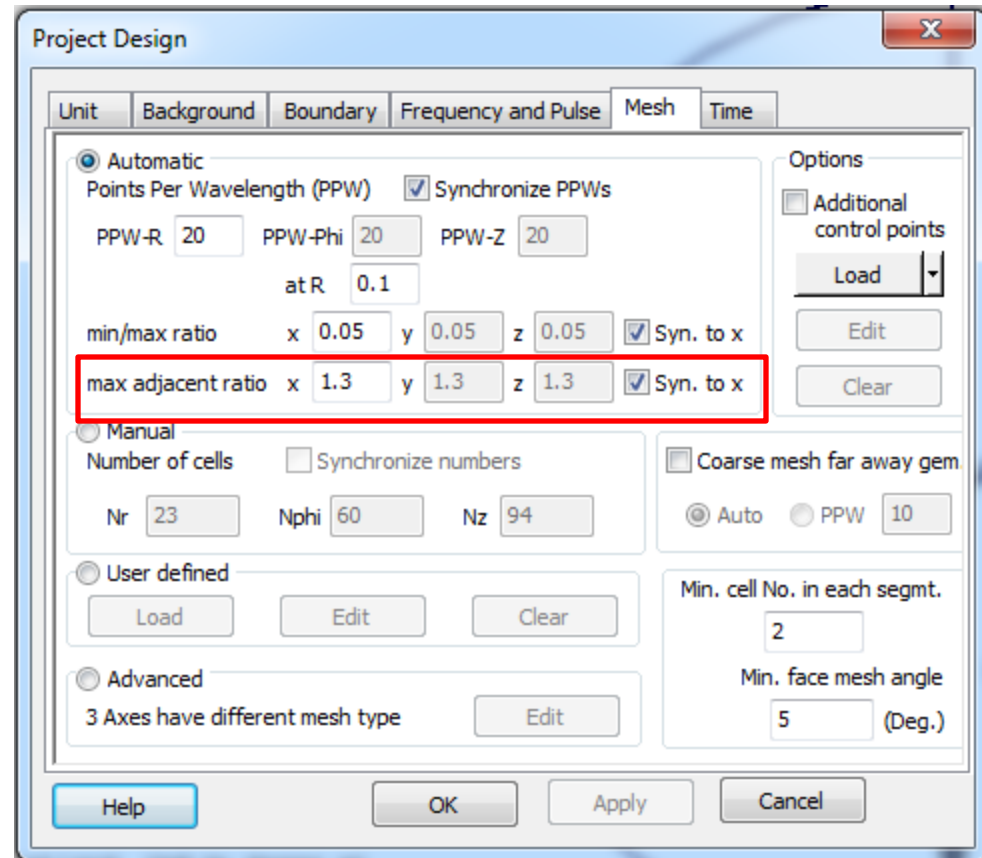 Project Design
x
Unit Background Boundary Frequency and Pulse Mesh Time
Automatic
Points Per Wavelength (PPW) Synchronize PPWs
PPW-R 20 PPW-Phi 20 PPW-Z 20
at R 0.1
min/max ratio x 0.05 y 0.05 z 0.05 Syn. to x
max adjacent ratio x 1.3 y 1.3 z 1.3 Syn. to x
Options
Additional
control points
Load
Edit
Clear
Manual
Number of cells Synchronize numbers
Nr 23 Nphi 60 Nz 94
Coarse mesh far away gem.
Auto PPW 10
User defined
Load Edit Clear
Advanced
3 Axes have different mesh type Edit
Min. cell No. in each segmt.
2
Min. face mesh angle
5 (Deg.)
Help OK Apply Cancel